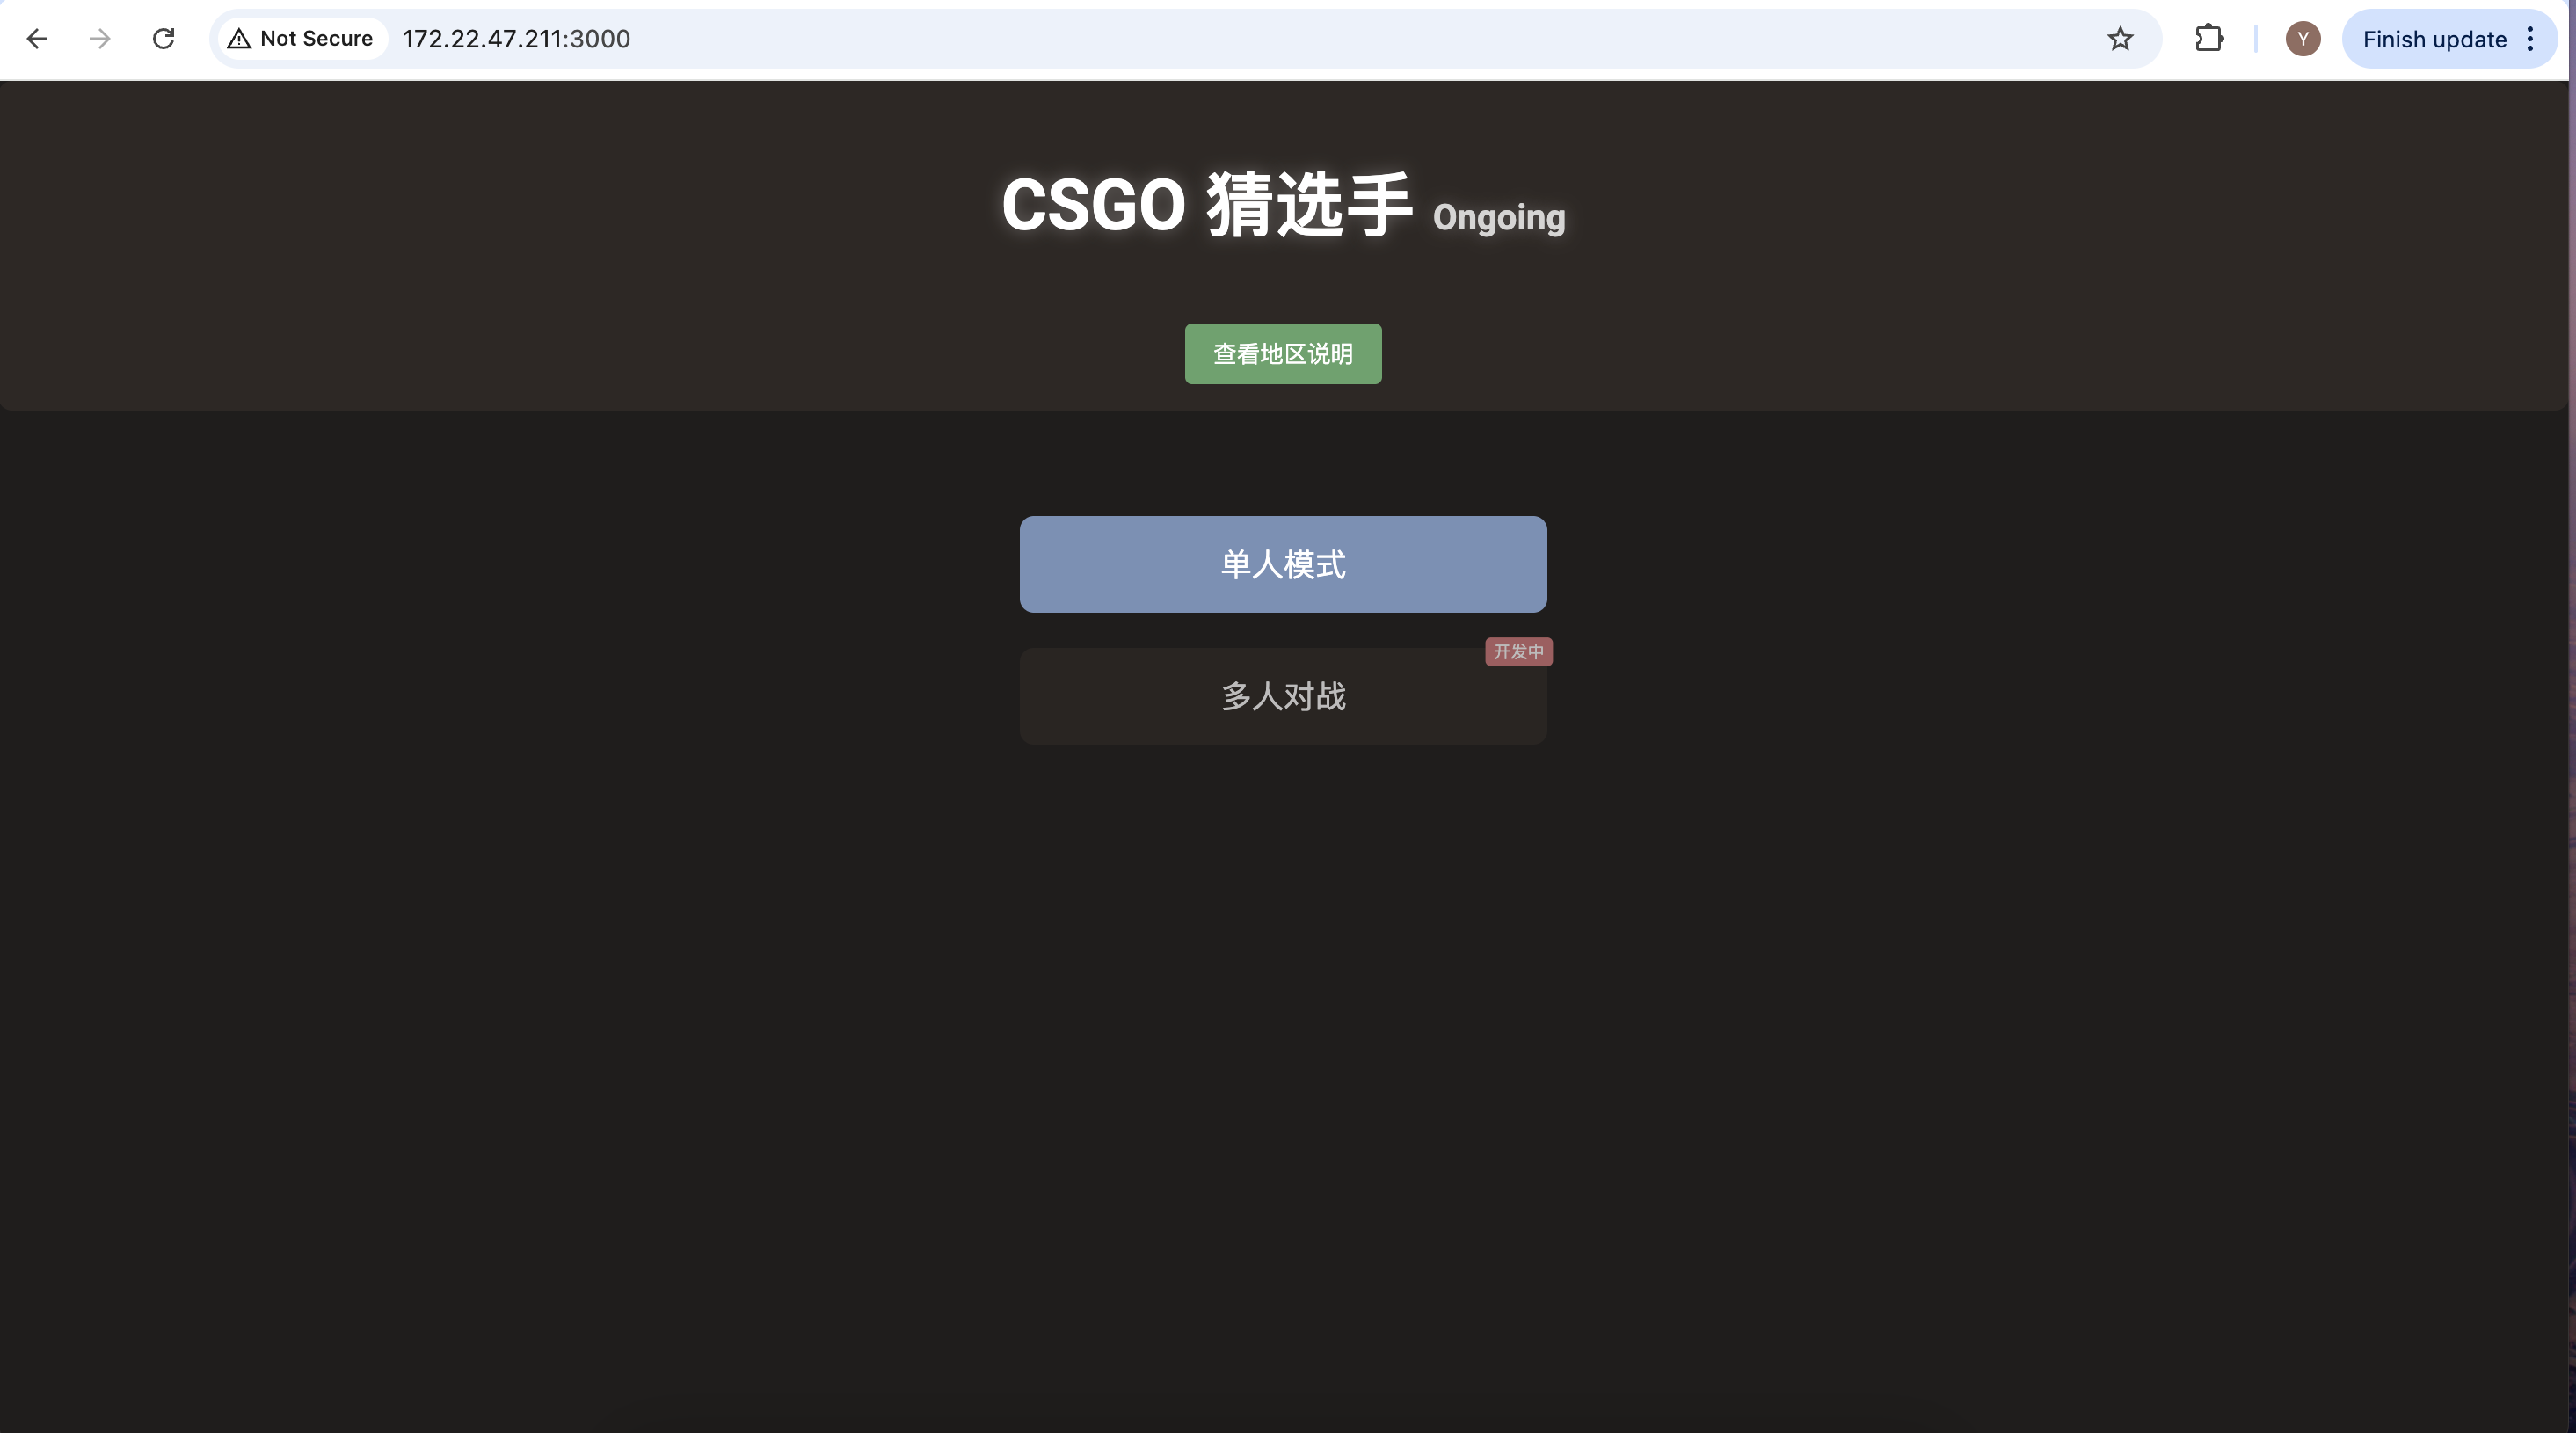 Not Secure 172.22.47.211:3000 Y Finish update
CSGO 猜选手 Ongoing
查看地区说明
单人模式
开发中
多人对战